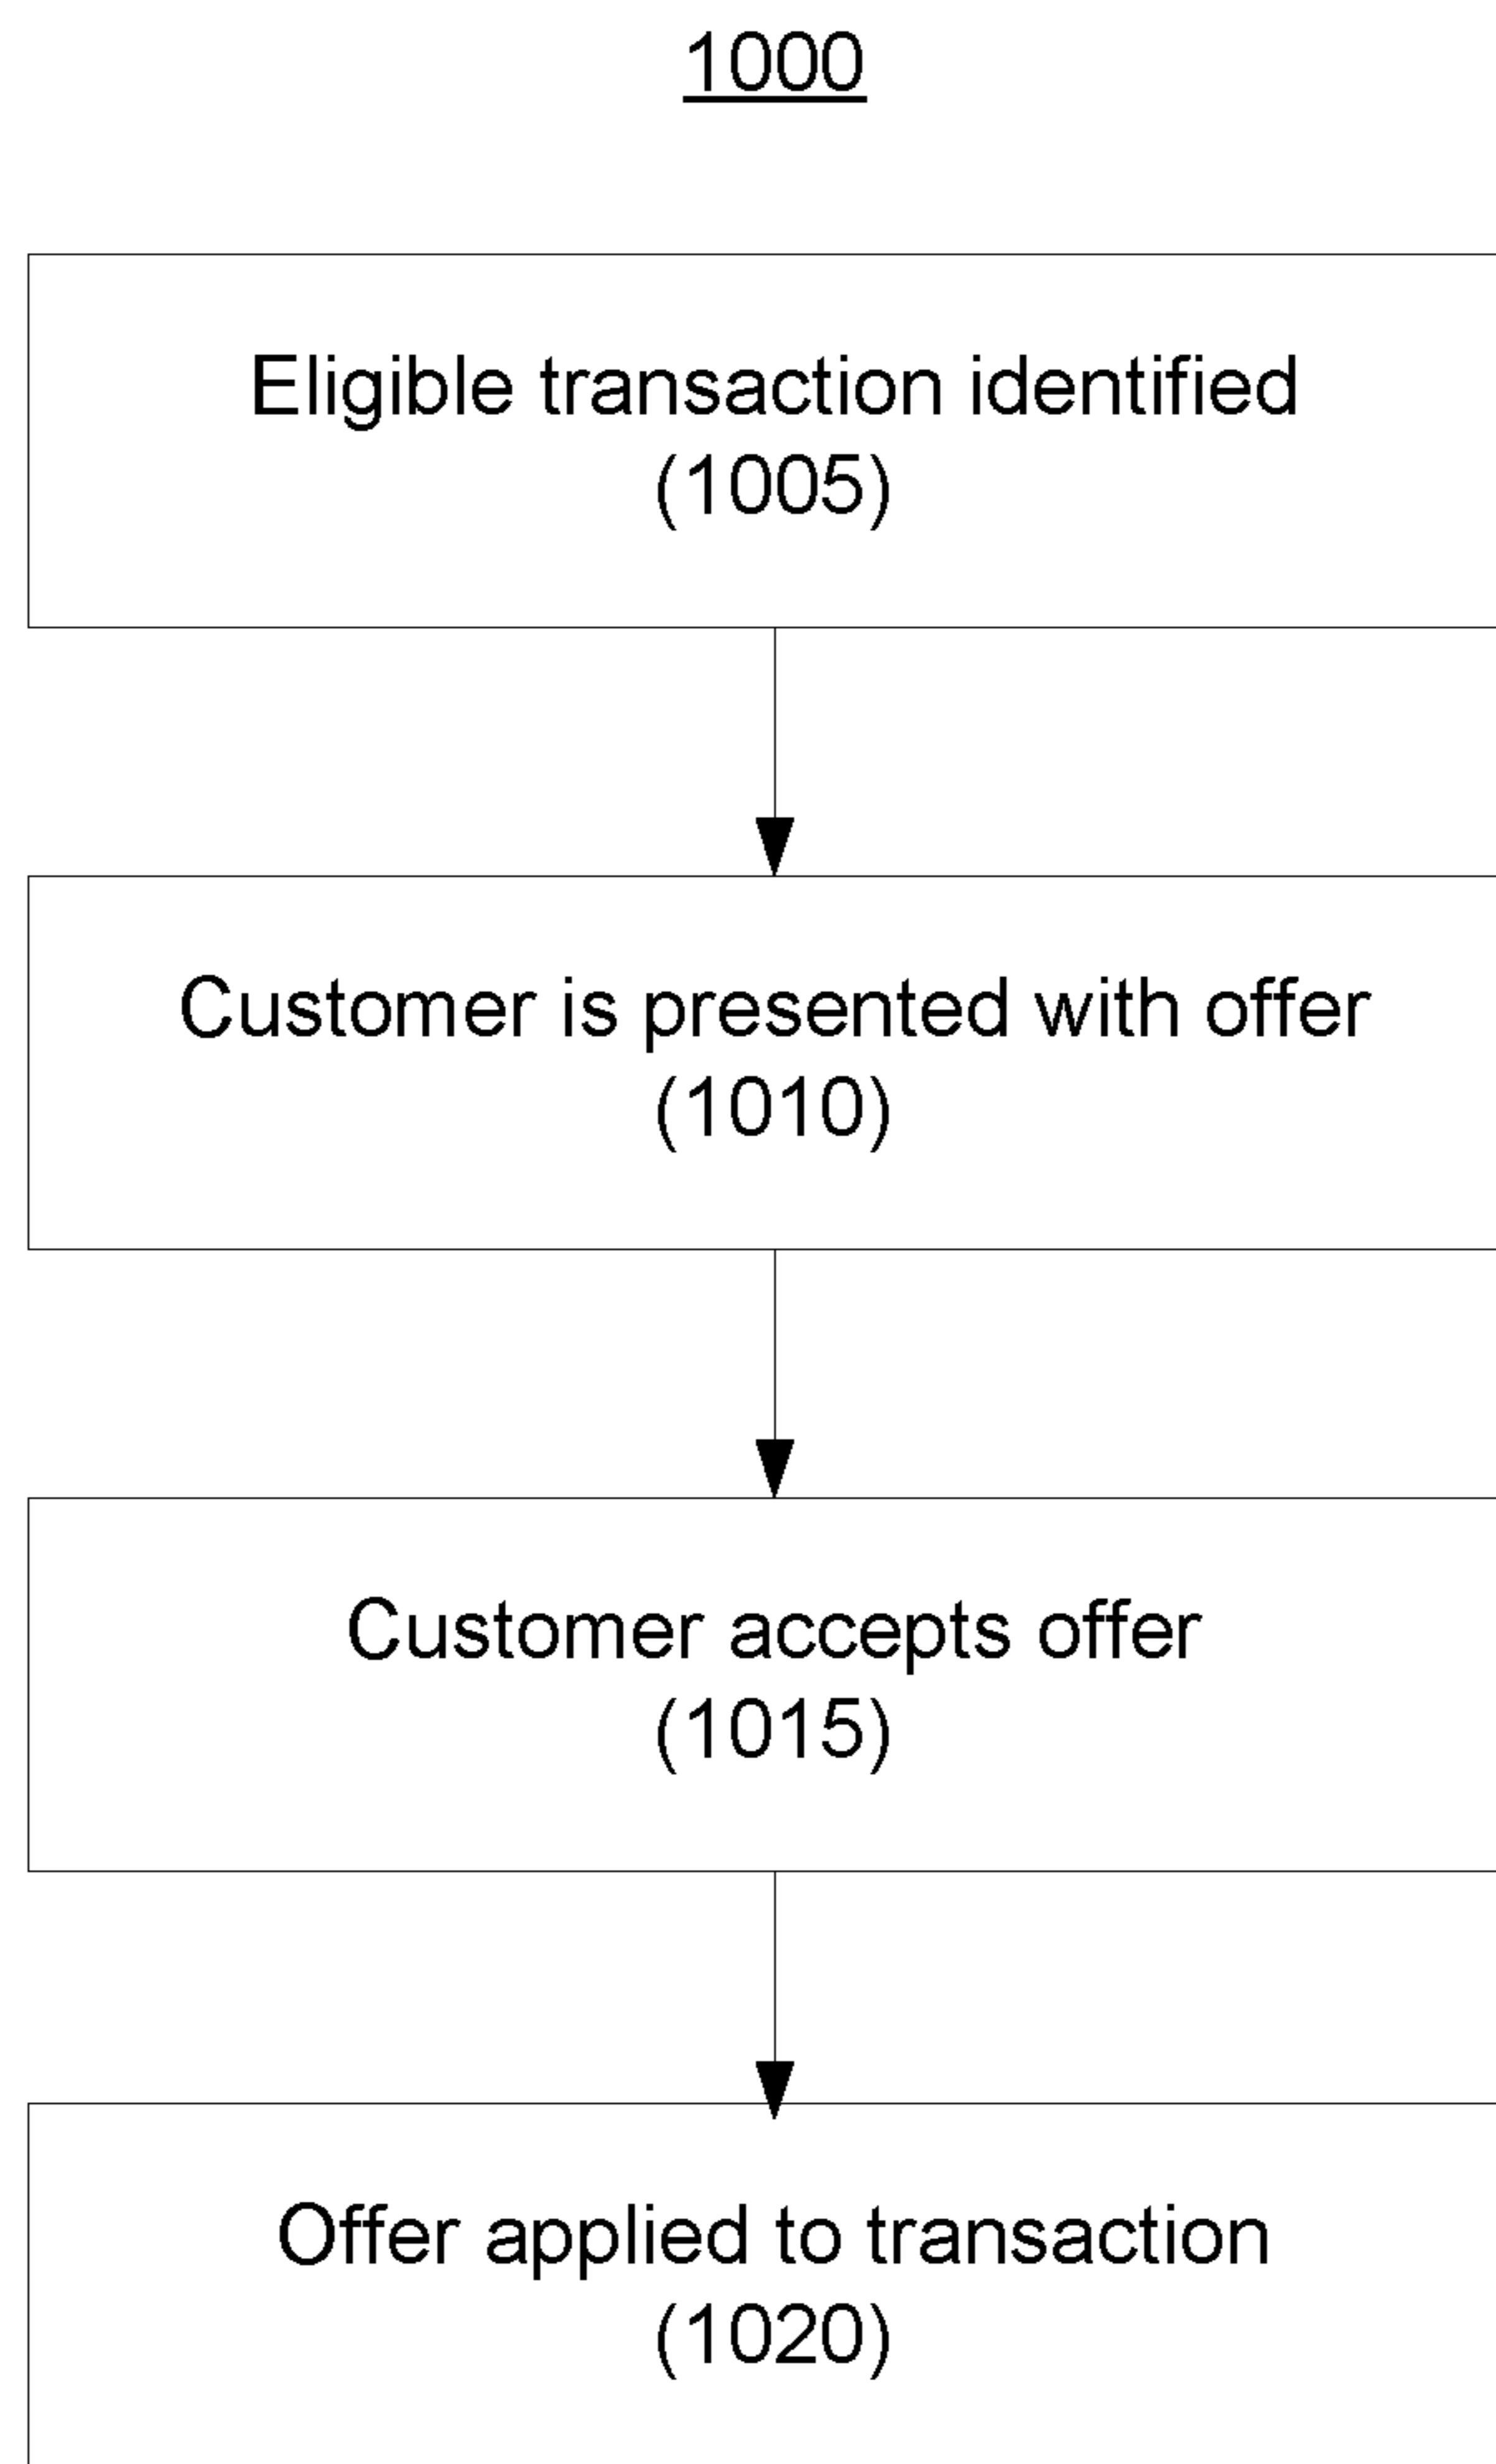 1000
Eligible transaction identified
(1005)
Customer is presented with offer
(1010)
Customer accepts offer
(1015)
Offer applied to transaction
(1020)